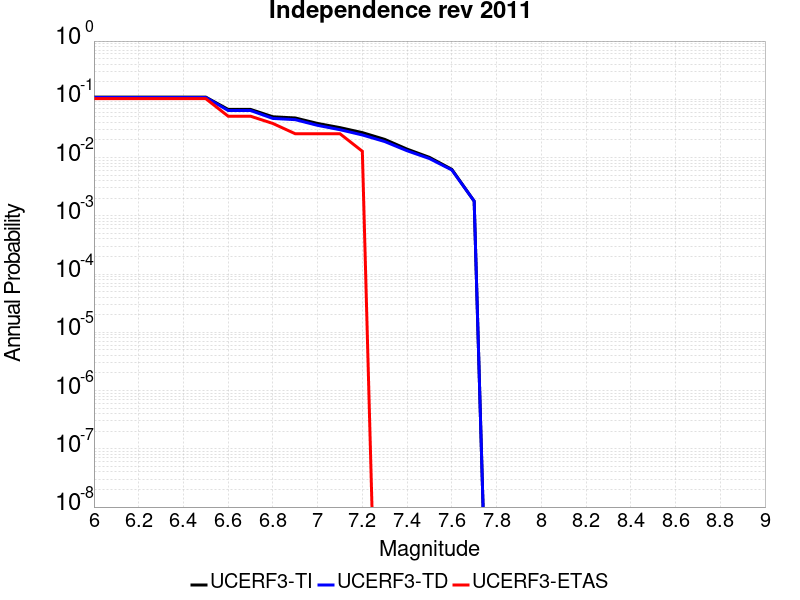 Independence rev 2011
Annual Probability
10^0
10^-1
10^-2
10^-3
10^-4
10^-5
10^-6
10^-7
10^-8
6 6.2 6.4 6.6 6.8 7 7.2 7.4 7.6 7.8 8 8.2 8.4 8.6 8.8 9
Magnitude
UCERF3-TI UCERF3-TD UCERF3-ETAS